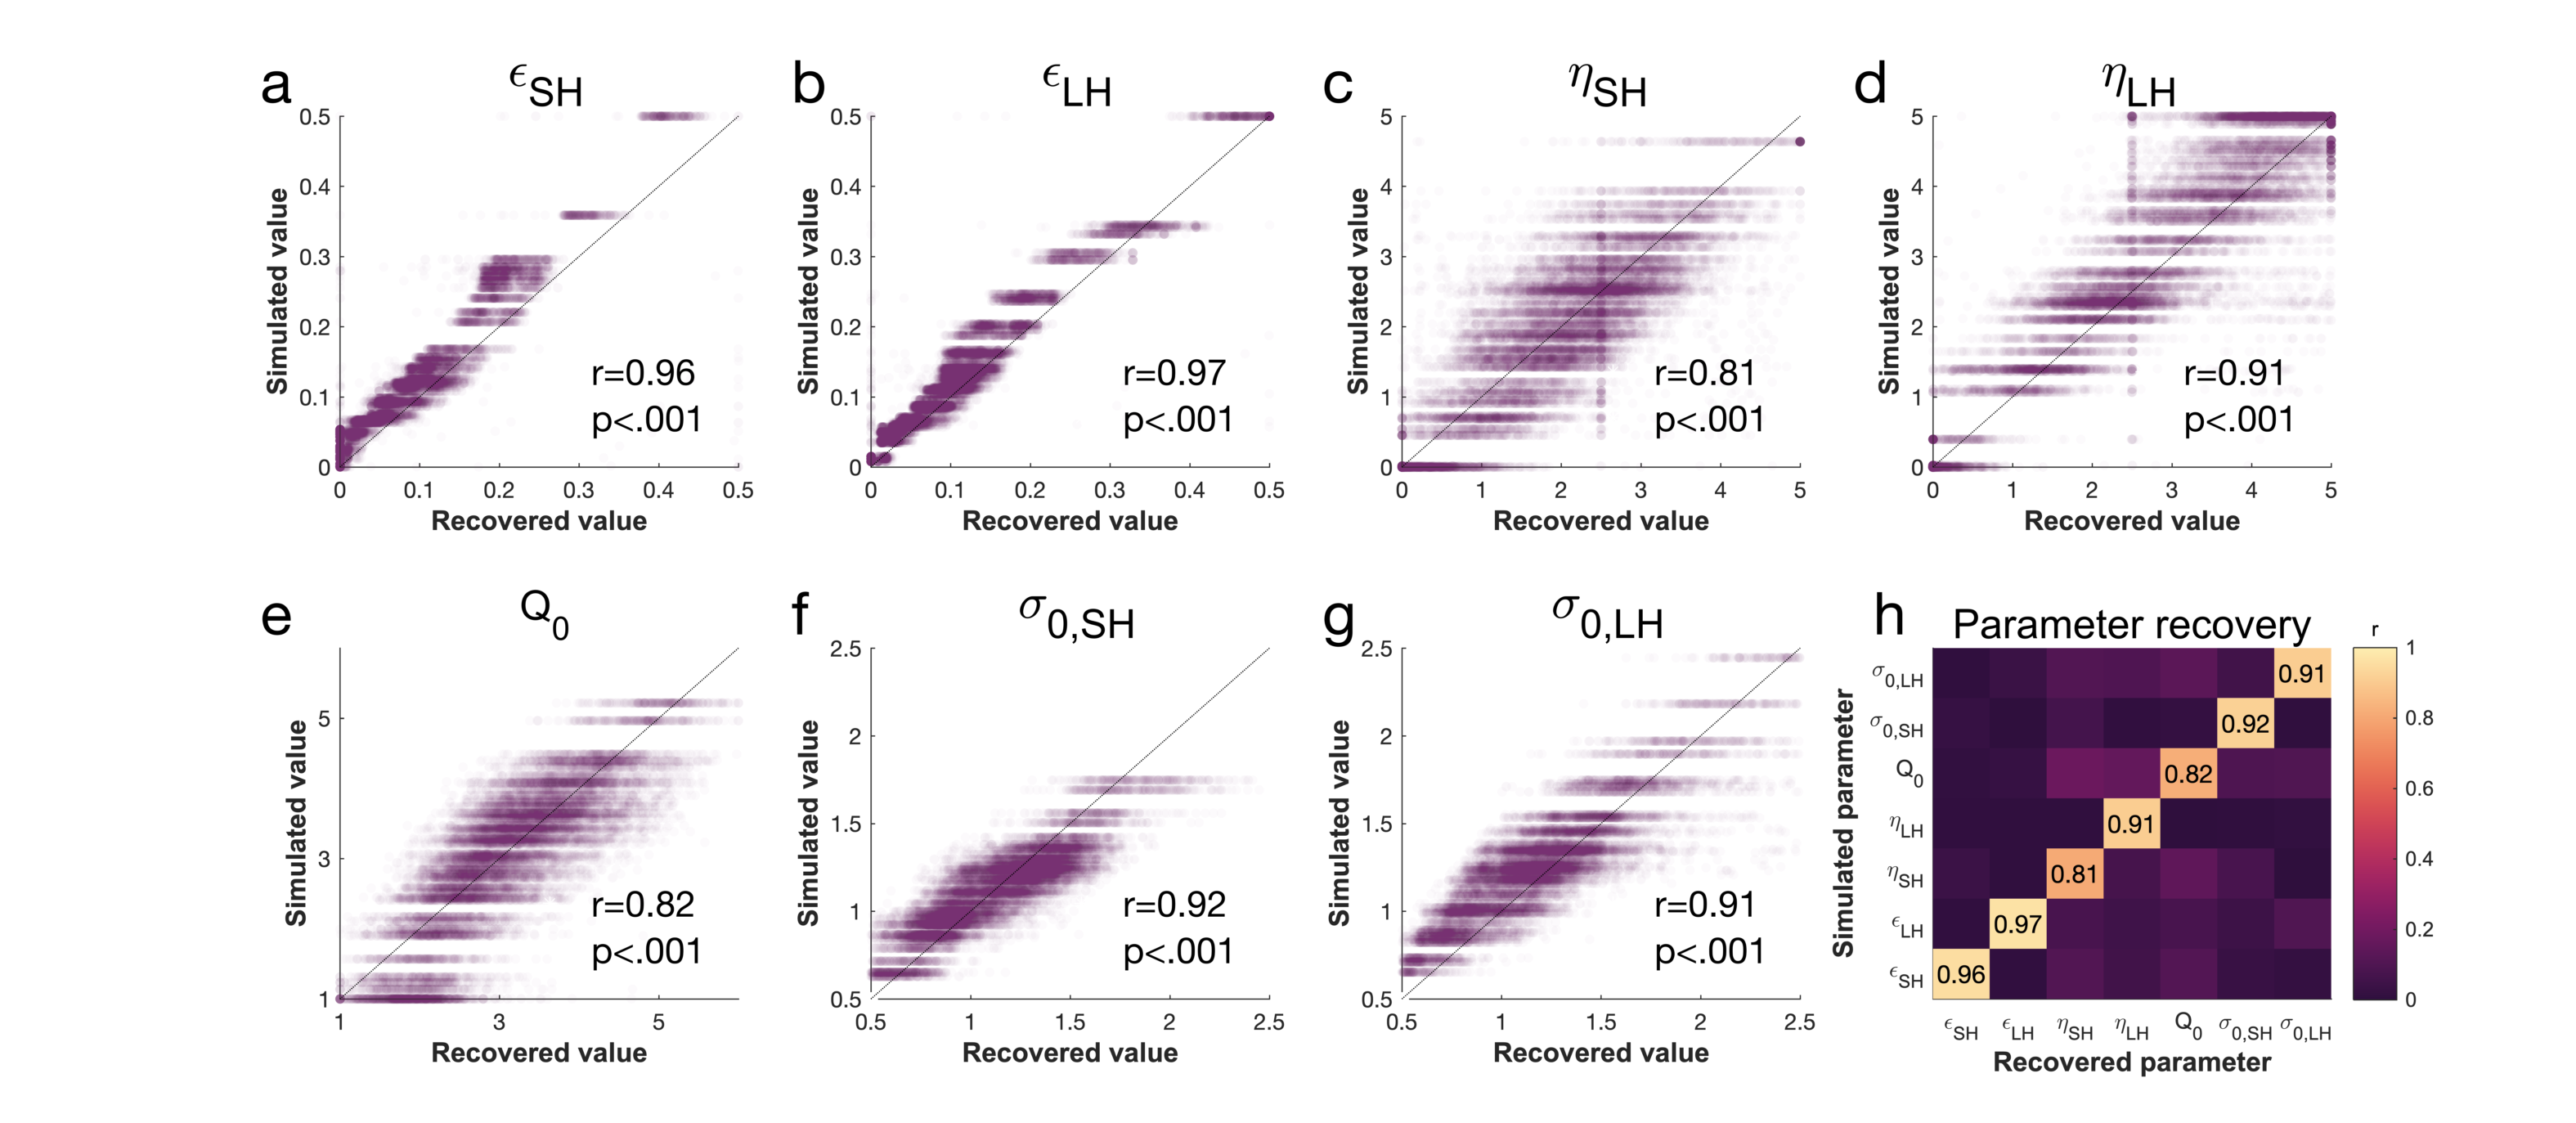 a
ϵSH
Simulated value
0.5
0.4
0.3
0.2
0.1
0
r=0.96
p<.001
0 0.1 0.2 0.3 0.4 0.5
Recovered value
b
ϵLH
Simulated value
0.5
0.4
0.3
0.2
0.1
0
r=0.97
p<.001
0 0.1 0.2 0.3 0.4 0.5
Recovered value
c
ηSH
Simulated value
5
4
3
2
1
0
r=0.81
p<.001
0 1 2 3 4 5
Recovered value
d
ηLH
Simulated value
5
4
3
2
1
0
r=0.91
p<.001
0 1 2 3 4 5
Recovered value
e
Q0
Simulated value
5
3
1
r=0.82
p<.001
1 3 5
Recovered value
f
σ0,SH
Simulated value
2.5
2
1.5
1
0.5
r=0.92
p<.001
0.5 1 1.5 2 2.5
Recovered value
g
σ0,LH
Simulated value
2.5
2
1.5
1
0.5
r=0.91
p<.001
0.5 1 1.5 2 2.5
Recovered value
h
Parameter recovery
Simulated parameter
σ0,LH 0.91
σ0,SH 0.92
Q0 0.82
ηLH 0.91
ηSH 0.81
ϵLH 0.97
ϵSH 0.96
ϵSH ϵLH ηSH ηLH Q0 σ0,SH σ0,LH
Recovered parameter
r
1
0.8
0.6
0.4
0.2
0